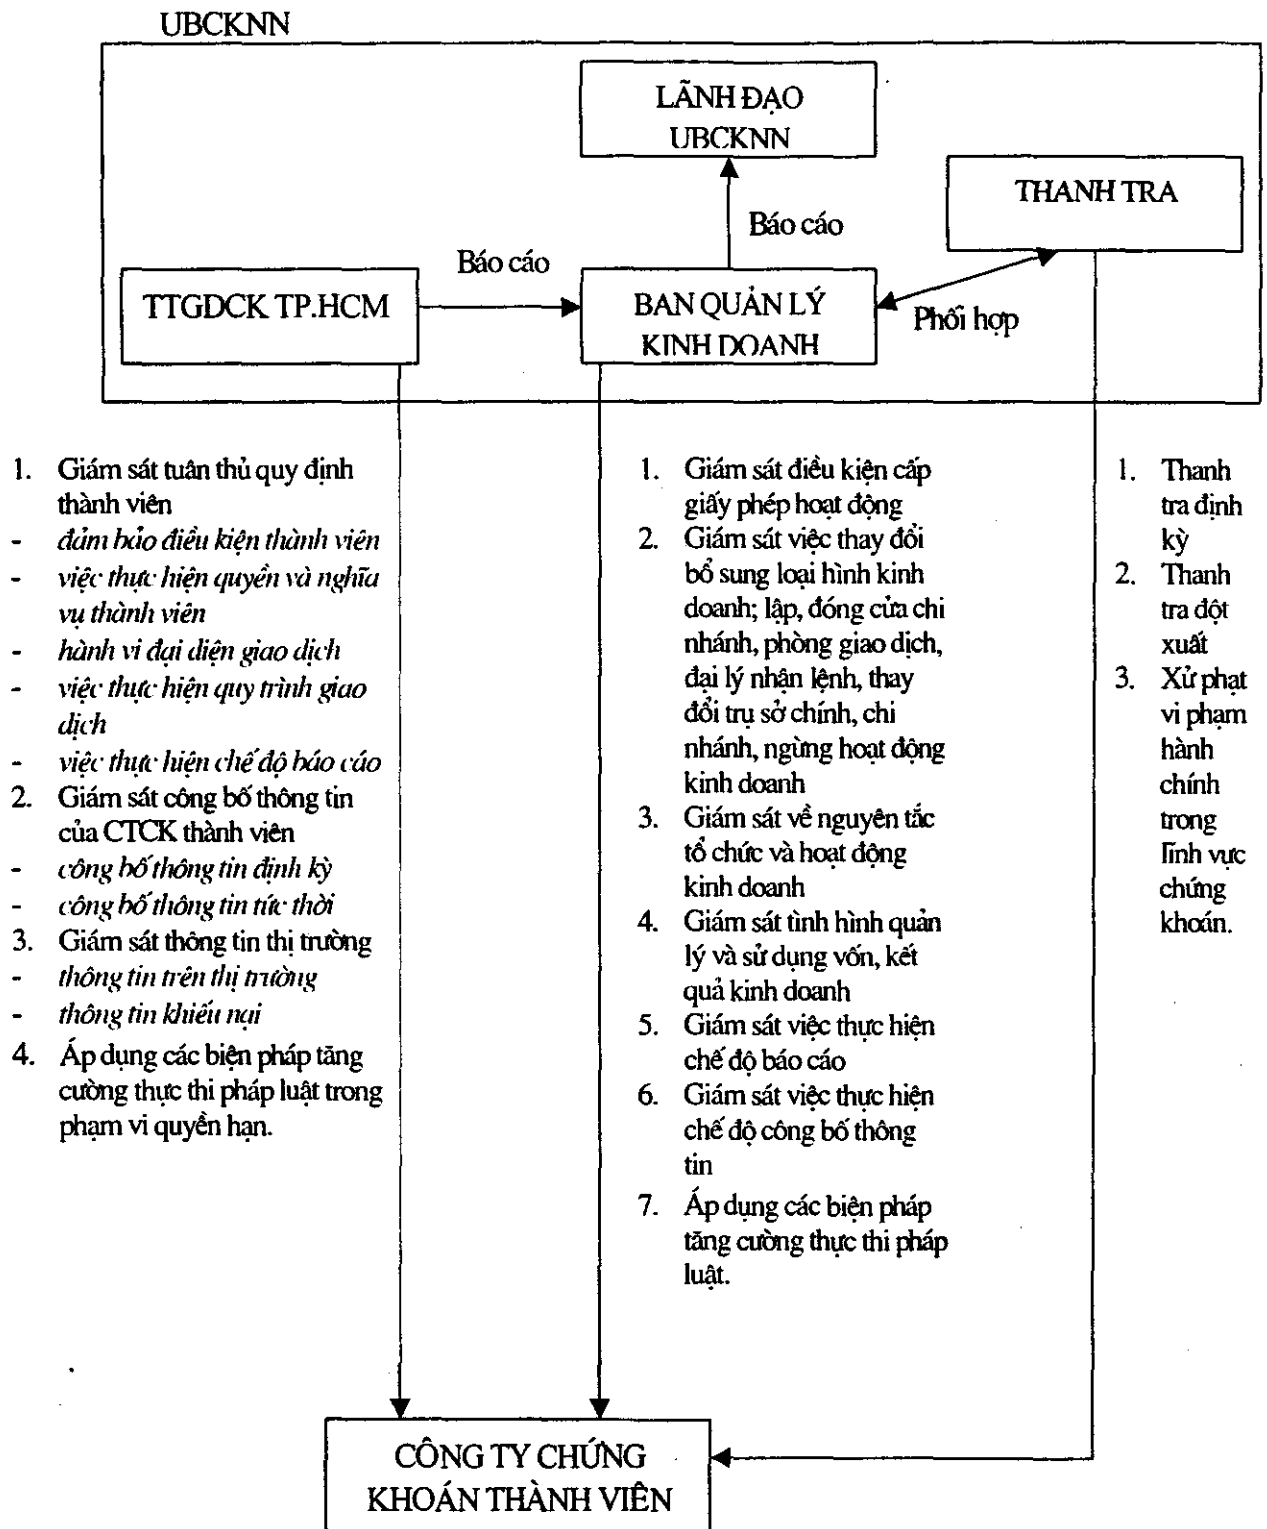 UBCKNN
LÃNH ĐẠO
UBCKNN
THANH TRA
Báo cáo
Báo cáo
TTGDCK TP.HCM
BAN QUẢN LÝ
KINH DOANH
Phối hợp
1. Giám sát tuân thủ quy định
thành viên
- đảm bảo điều kiện thành viên
- việc thực hiện quyền và nghĩa
vụ thành viên
- hành vi đại diện giao dịch
- việc thực hiện quy trình giao
dịch
- việc thực hiện chế độ báo cáo
2. Giám sát công bố thông tin
của CTCK thành viên
- công bố thông tin định kỳ
- công bố thông tin tức thời
3. Giám sát thông tin thị trường
- thông tin trên thị trường
- thông tin khiếu nại
4. Áp dụng các biện pháp tăng
cường thực thi pháp luật trong
phạm vi quyền hạn.
1. Giám sát điều kiện cấp
giấy phép hoạt động
2. Giám sát việc thay đổi
bổ sung loại hình kinh
doanh; lập, đóng cửa chi
nhánh, phòng giao dịch,
đại lý nhận lệnh, thay
đổi trụ sở chính, chi
nhánh, ngừng hoạt động
kinh doanh
3. Giám sát về nguyên tắc
tổ chức và hoạt động
kinh doanh
4. Giám sát tình hình quản
lý và sử dụng vốn, kết
quả kinh doanh
5. Giám sát việc thực hiện
chế độ báo cáo
6. Giám sát việc thực hiện
chế độ công bố thông
tin
7. Áp dụng các biện pháp
tăng cường thực thi pháp
luật.
1. Thanh
tra định
kỳ
2. Thanh
tra đột
xuất
3. Xử phạt
vi phạm
hành
chính
trong
lĩnh vực
chứng
khoán.
CÔNG TY CHỨNG
KHOÁN THÀNH VIÊN